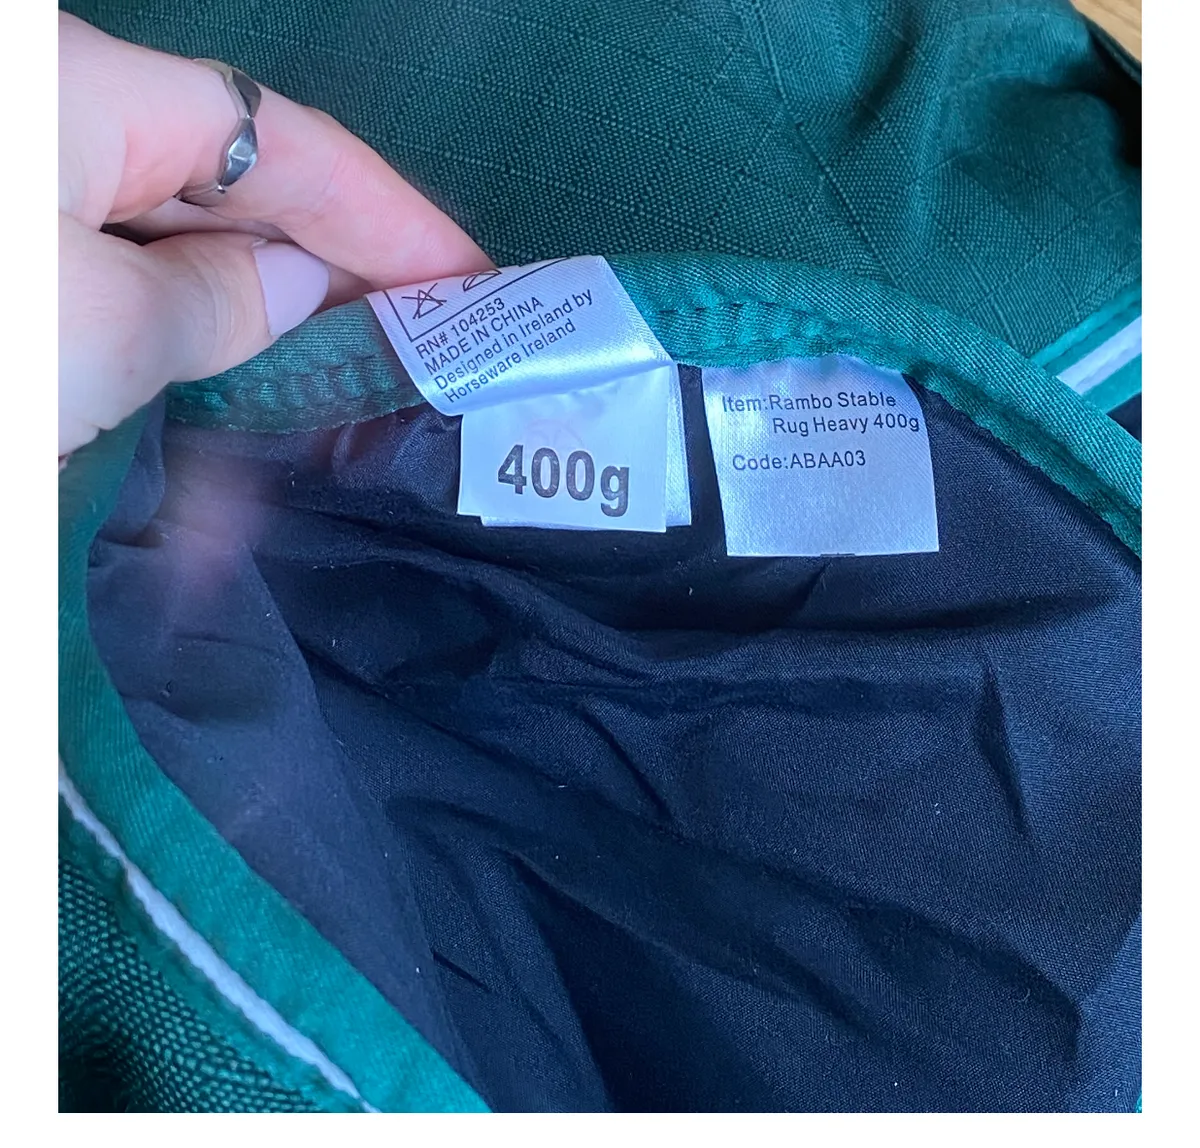 RN# 104253
MADE IN CHINA
Designed in Ireland by
Horseware Ireland
400g
Item:Rambo Stable
Rug Heavy 400g
Code:ABAA03